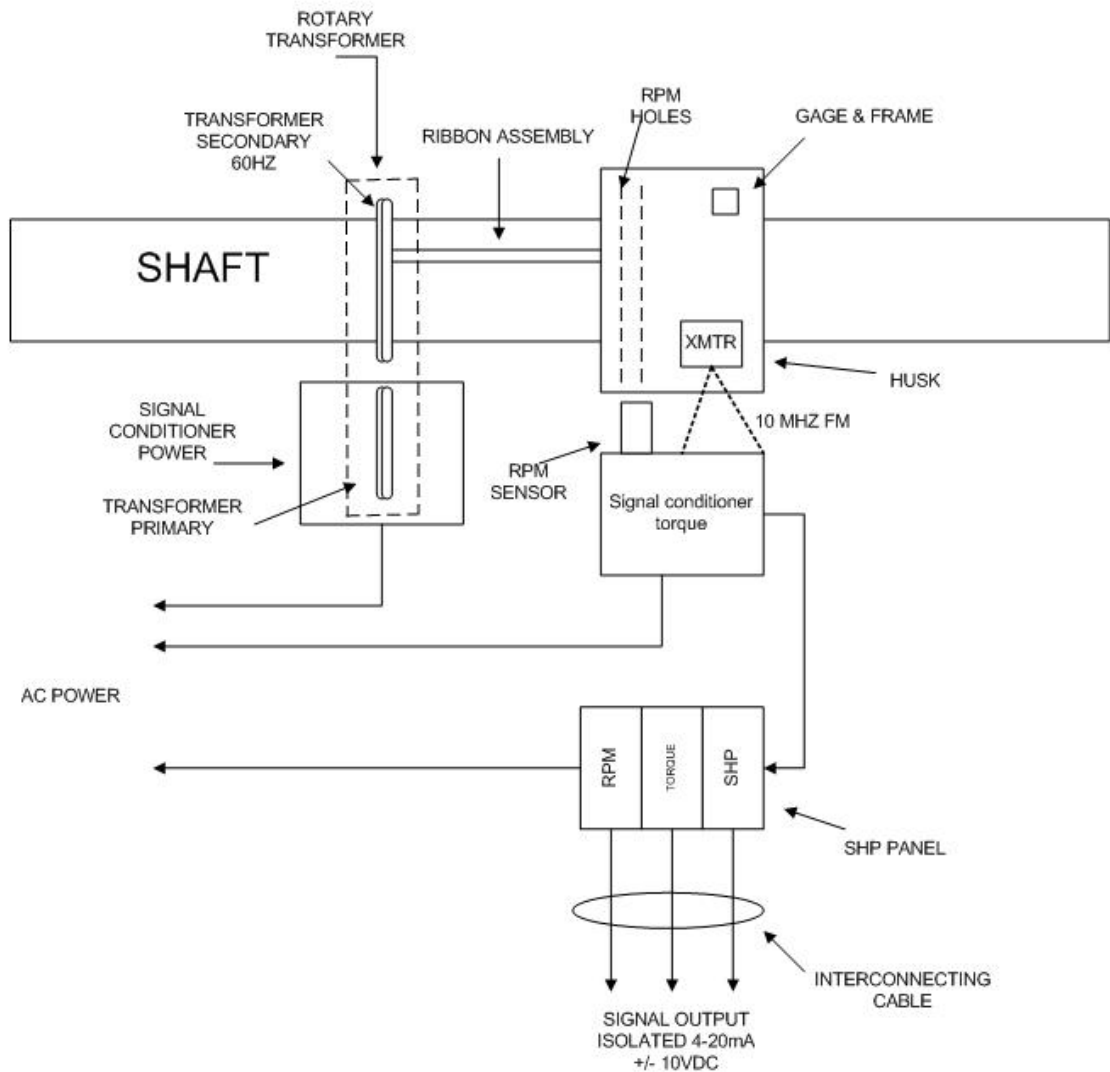 ROTARY
TRANSFORMER
TRANSFORMER
SECONDARY
60HZ
RIBBON ASSEMBLY
RPM
HOLES
GAGE & FRAME
SHAFT
XMTR
HUSK
SIGNAL
CONDITIONER
POWER
10 MHZ FM
RPM
SENSOR
TRANSFORMER
PRIMARY
Signal conditioner
torque
AC POWER
RPM
TORQUE
SHP
SHP PANEL
INTERCONNECTING
CABLE
SIGNAL OUTPUT
ISOLATED 4-20mA
+/- 10VDC